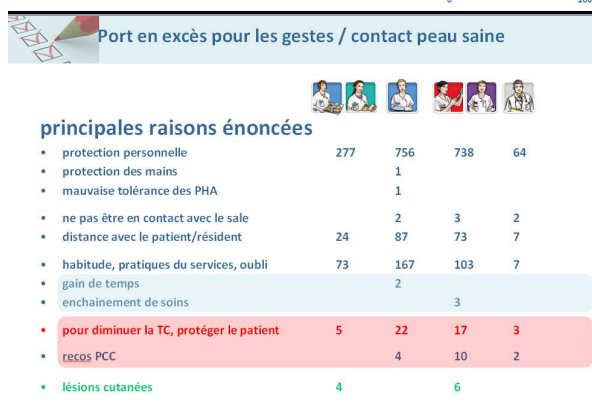 Port en excès pour les gestes / contact peau saine
principales raisons énoncées
• protection personnelle 277 756 738 64
• protection des mains 1
• mauvaise tolérance des PHA 1
• ne pas être en contact avec le sale 2 3 2
• distance avec le patient/résident 24 87 73 7
• habitude, pratiques du services, oubli 73 167 103 7
• gain de temps 2
• enchainement de soins 3
• pour diminuer la TC, protéger le patient 5 22 17 3
• recos PCC 4 10 2
• lésions cutanées 4 6